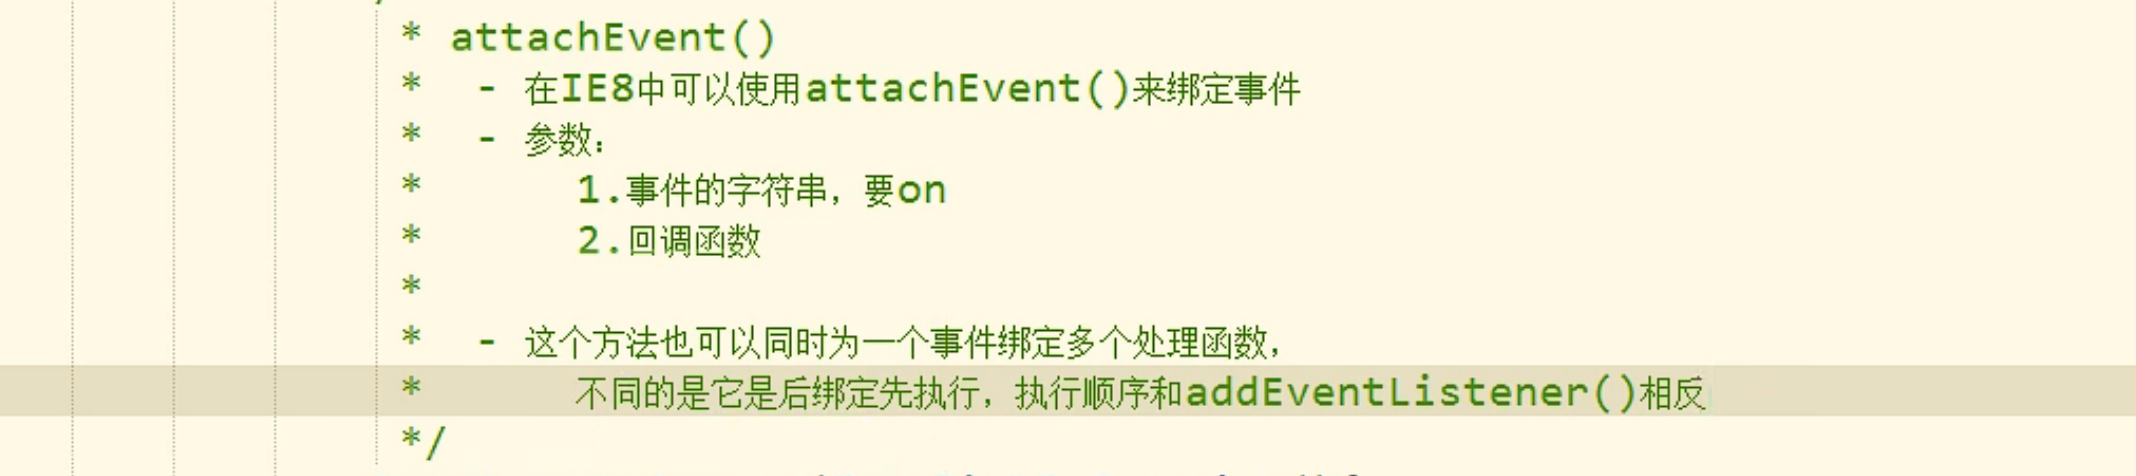 * attachEvent()
* - 在IE8中可以使用attachEvent()来绑定事件
* - 参数：
* 1.事件的字符串，要on
* 2.回调函数
*
* - 这个方法也可以同时为一个事件绑定多个处理函数，
* 不同的是它是后绑定先执行，执行顺序和addEventListener()相反
*/